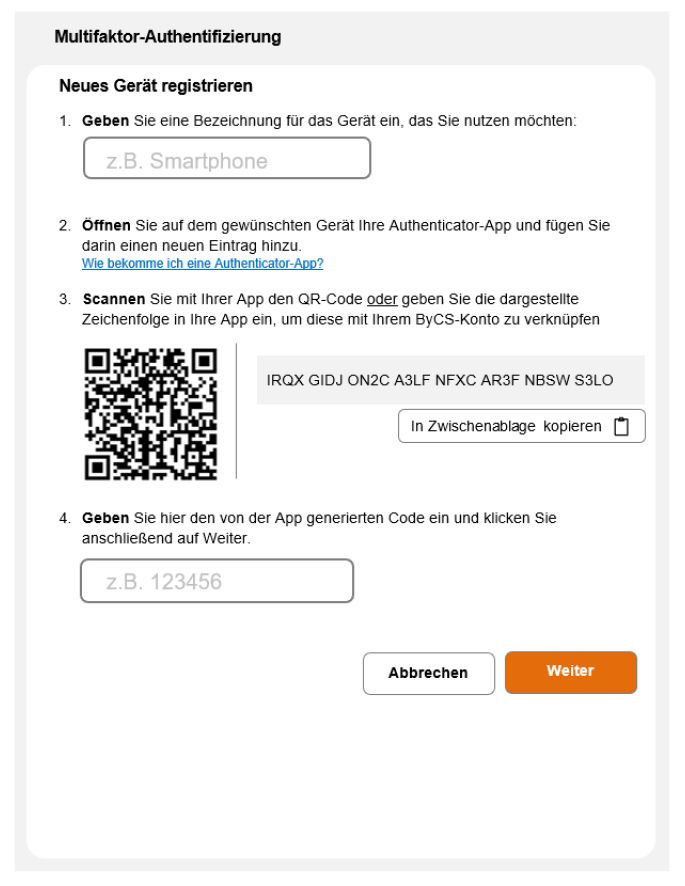 Multifaktor-Authentifizierung
Neues Gerät registrieren
1. Geben Sie eine Bezeichnung für das Gerät ein, das Sie nutzen möchten:
z.B. Smartphone
2. Öffnen Sie auf dem gewünschten Gerät Ihre Authenticator-App und fügen Sie
darin einen neuen Eintrag hinzu.
Wie bekomme ich eine Authenticator-App?
3. Scannen Sie mit Ihrer App den QR-Code oder geben Sie die dargestellte
Zeichenfolge in Ihre App ein, um diese mit Ihrem ByCS-Konto zu verknüpfen
IRQX GIDJ ON2C A3LF NFXC AR3F NBSW S3LO
In Zwischenablage kopieren
4. Geben Sie hier den von der App generierten Code ein und klicken Sie
anschließend auf Weiter.
z.B. 123456
Abbrechen
Weiter